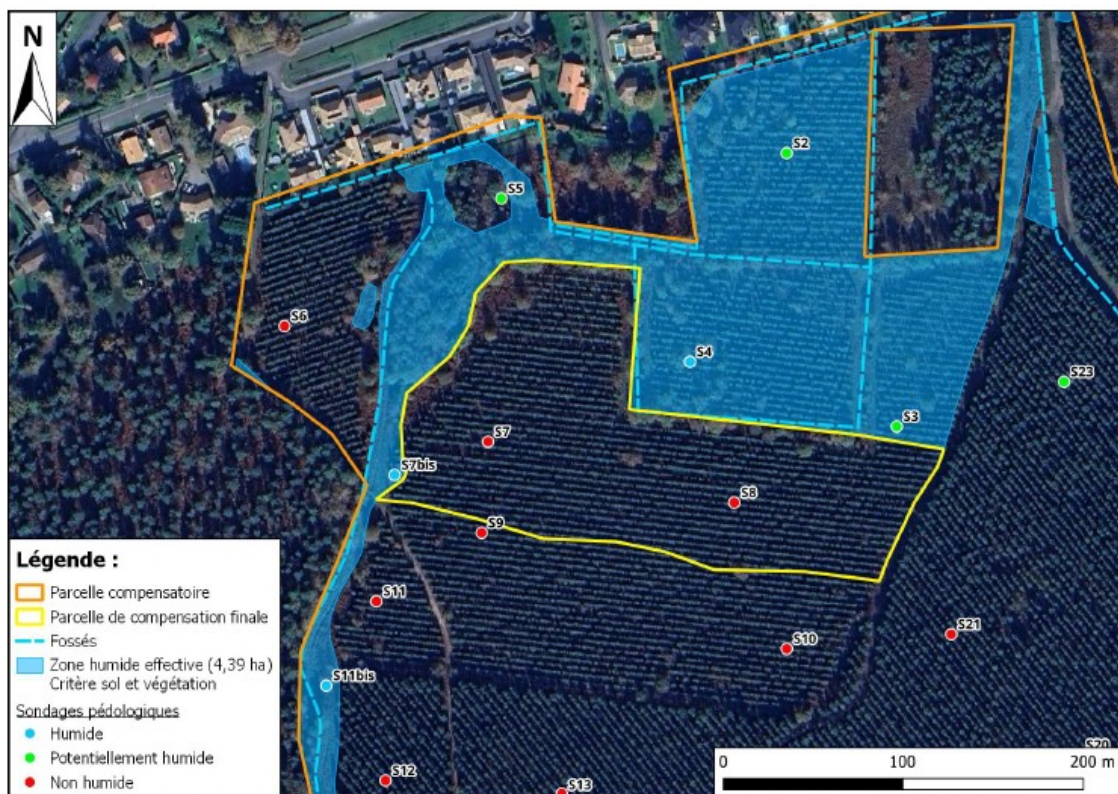 N
S2
S5
S6
S4
S23
S3
S7
S7bis
S8
S9
S11
S21
S10
S11bis
S20
S12
S13
Légende :
Parcelle compensatoire
Parcelle de compensation finale
Fossés
Zone humide effective (4,39 ha)
Critère sol et végétation
Sondages pédologiques
Humide
Potentiellement humide
Non humide
0 100 200 m